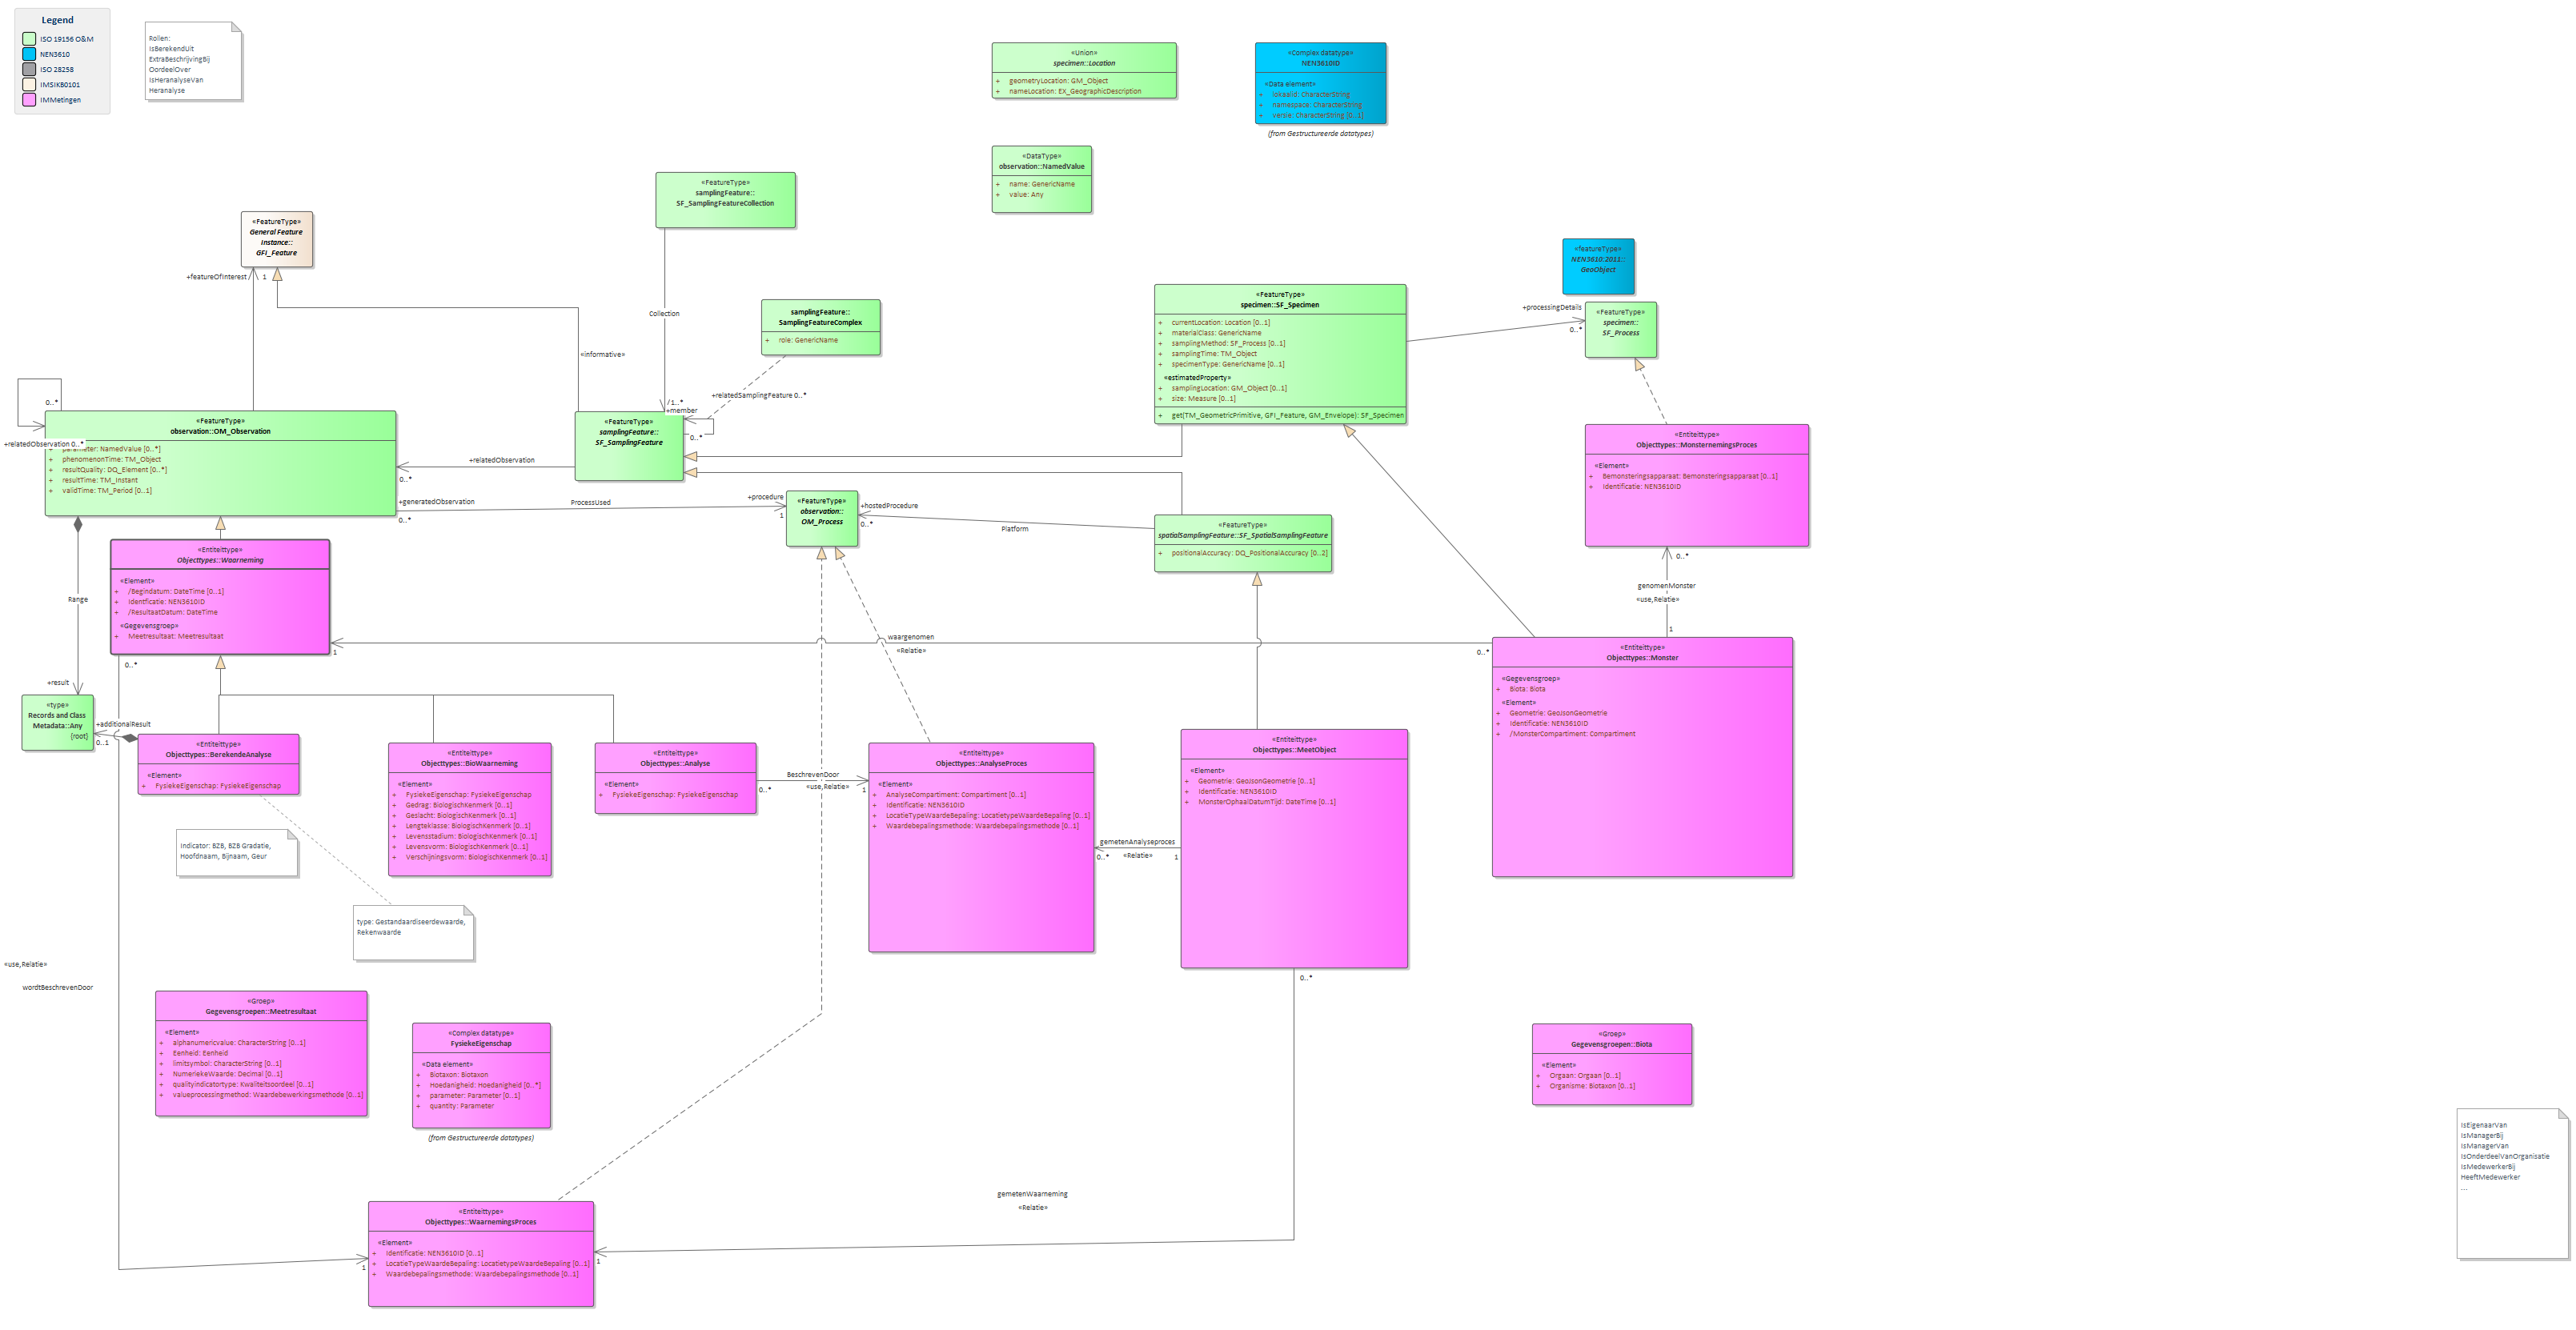 Legend
ISO 19156 O&M
NEN3610
ISO 28258
IMSIKB0101
IMMetingen
Rollen:
IsBerekendUit
ExtraBeschrijvingBij
OordeelOver
IsHeranalyseVan
Heranalyse
«Union»
specimen::Location
+ geometryLocation: GM_Object
+ nameLocation: EX_GeographicDescription
«Complex datatype»
NEN3610ID
«Data element»
+ lokaalid: CharacterString
+ namespace: CharacterString
+ versie: CharacterString [0..1]
(from Gestructureerde datatypes)
«DataType»
observation::NamedValue
+ name: GenericName
+ value: Any
«FeatureType»
samplingFeature::
SF_SamplingFeatureCollection
«FeatureType»
General Feature
Instance::
GFI_Feature
+featureOfInterest
1
«informative»
Collection
/1..*
+member
samplingFeature::
SamplingFeatureComplex
+ role: GenericName
+relatedSamplingFeature 0..*
0..*
«featureType»
NEN3610:2011::
GeoObject
«FeatureType»
specimen::SF_Specimen
+ currentLocation: Location [0..1]
+ materialClass: GenericName
+ samplingMethod: SF_Process [0..1]
+ samplingTime: TM_Object
+ specimenType: GenericName [0..1]
«estimatedProperty»
+ samplingLocation: GM_Object [0..1]
+ size: Measure [0..1]
+ get(TM_GeometricPrimitive, GFI_Feature, GM_Envelope): SF_Specimen
+processingDetails
0..*
«FeatureType»
specimen::
SF_Process
0..*
+relatedObservation 0..*
«FeatureType»
observation::OM_Observation
+ parameter: NamedValue [0..*]
+ phenomenonTime: TM_Object
+ resultQuality: DQ_Element [0..*]
+ resultTime: TM_Instant
+ validTime: TM_Period [0..1]
«FeatureType»
samplingFeature::
SF_SamplingFeature
+relatedObservation
0..*
+generatedObservation
0..*
ProcessUsed
+procedure
1
«FeatureType»
observation::
OM_Process
+hostedProcedure
0..*
Platform
«FeatureType»
spatialSamplingFeature::SF_SpatialSamplingFeature
+ positionalAccuracy: DQ_PositionalAccuracy [0..2]
«Entiteittype»
Objecttypes::MonsternemingsProces
«Element»
+ Bemonsteringsapparaat: Bemonsteringsapparaat [0..1]
+ Identificatie: NEN3610ID
0..*
genomenMonster
«use,Relatie»
1
«Entiteittype»
Objecttypes::Waarneming
«Element»
+ /Begindatum: DateTime [0..1]
+ Identficatie: NEN3610ID
+ /ResultaatDatum: DateTime
«Gegevensgroep»
+ Meetresultaat: Meetresultaat
Range
+result
0..*
1
waargenomen
«Relatie»
0..*
«Entiteittype»
Objecttypes::Monster
«Gegevensgroep»
+ Biota: Biota
«Element»
+ Geometrie: GeoJsonGeometrie
+ Identificatie: NEN3610ID
+ /MonsterCompartiment: Compartiment
«type»
Records and Class
Metadata::Any
{root}
+additionalResult
0..1
«Entiteittype»
Objecttypes::BerekendeAnalyse
«Element»
+ FysiekeEigenschap: FysiekeEigenschap
«Entiteittype»
Objecttypes::BioWaarneming
«Element»
+ FysiekeEigenschap: FysiekeEigenschap
+ Gedrag: BiologischKenmerk [0..1]
+ Geslacht: BiologischKenmerk [0..1]
+ Lengteklasse: BiologischKenmerk [0..1]
+ Levensstadium: BiologischKenmerk [0..1]
+ Levensvorm: BiologischKenmerk [0..1]
+ Verschijningsvorm: BiologischKenmerk [0..1]
«Entiteittype»
Objecttypes::Analyse
«Element»
+ FysiekeEigenschap: FysiekeEigenschap
BeschrevenDoor
0..*
«use,Relatie»
1
«Entiteittype»
Objecttypes::AnalyseProces
«Element»
+ AnalyseCompartiment: Compartiment [0..1]
+ Identificatie: NEN3610ID
+ LocatieTypeWaardeBepaling: LocatietypeWaardeBepaling [0..1]
+ Waardebepalingsmethode: Waardebepalingsmethode [0..1]
«Entiteittype»
Objecttypes::MeetObject
«Element»
+ Geometrie: GeoJsonGeometrie [0..1]
+ Identificatie: NEN3610ID
+ MonsterOphaalDatumTijd: DateTime [0..1]
gemetenAnalyseproces
0..*
«Relatie»
1
0..*
Indicator: BZB, BZB Gradatie,
Hoofdnaam, Bijnaam, Geur
type: Gestandaardiseerdewaarde,
Rekenwaarde
«use,Relatie»
wordtBeschrevenDoor
«Groep»
Gegevensgroepen::Meetresultaat
«Element»
+ alphanumericvalue: CharacterString [0..1]
+ Eenheid: Eenheid
+ limitsymbol: CharacterString [0..1]
+ NumeriekeWaarde: Decimal [0..1]
+ qualityindicatortype: Kwaliteitsoordeel [0..1]
+ valueprocessingmethod: Waardebewerkingsmethode [0..1]
«Complex datatype»
FysiekeEigenschap
«Data element»
+ Biotaxon: Biotaxon
+ Hoedanigheid: Hoedanigheid [0..*]
+ parameter: Parameter [0..1]
+ quantity: Parameter
(from Gestructureerde datatypes)
«Groep»
Gegevensgroepen::Biota
«Element»
+ Orgaan: Orgaan [0..1]
+ Organisme: Biotaxon [0..1]
IsEigenaarVan
IsManagerBij
IsManagerVan
IsOnderdeelVanOrganisatie
IsMedewerkerBij
HeeftMedewerker
...
gemetenWaarneming
«Relatie»
«Entiteittype»
Objecttypes::WaarnemingsProces
«Element»
+ Identificatie: NEN3610ID [0..1]
+ LocatieTypeWaardeBepaling: LocatietypeWaardeBepaling [0..1]
+ Waardebepalingsmethode: Waardebepalingsmethode [0..1]
1
1